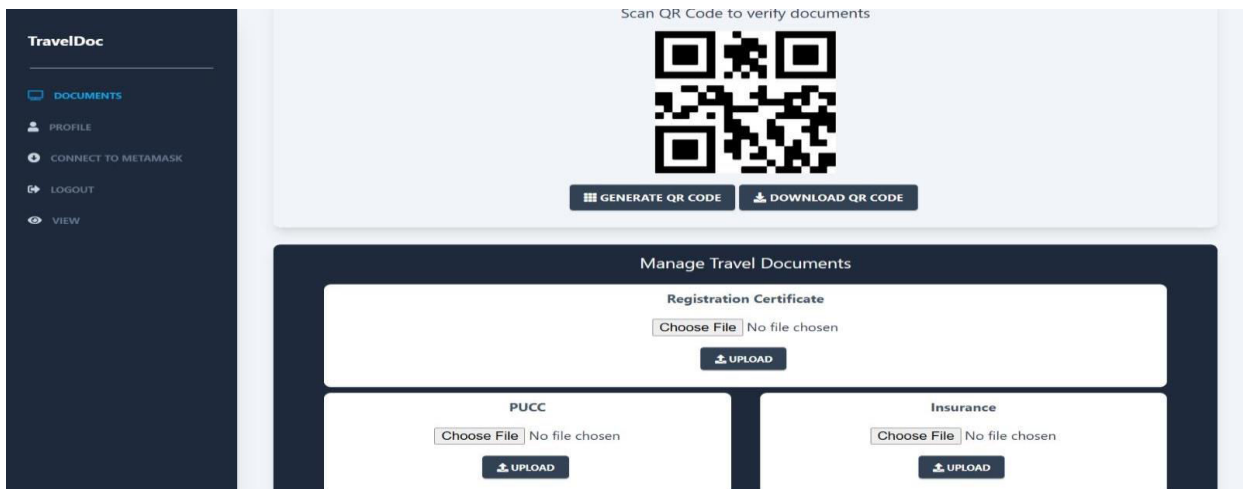 Scan QR Code to verify documents
TravelDoc
DOCUMENTS
PROFILE
CONNECT TO METAMASK
LOGOUT
VIEW
GENERATE QR CODE
DOWNLOAD QR CODE
Manage Travel Documents
Registration Certificate
Choose File No file chosen
UPLOAD
PUCC
Choose File No file chosen
UPLOAD
Insurance
Choose File No file chosen
UPLOAD